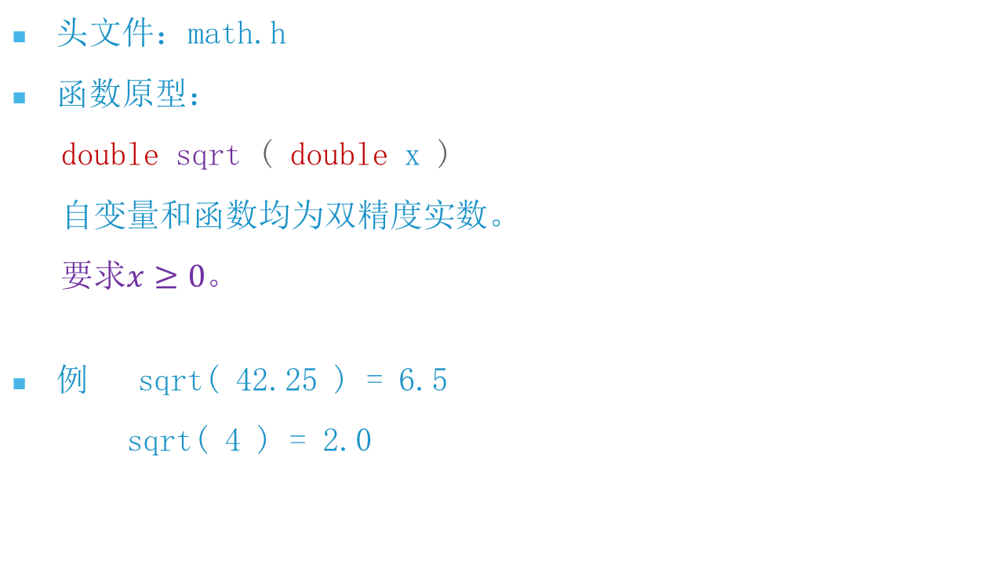 ▪ 头文件：math.h
▪ 函数原型：
double sqrt ( double x )
自变量和函数均为双精度实数。
要求x ≥ 0。
▪ 例 sqrt( 42.25 ) = 6.5
sqrt( 4 ) = 2.0